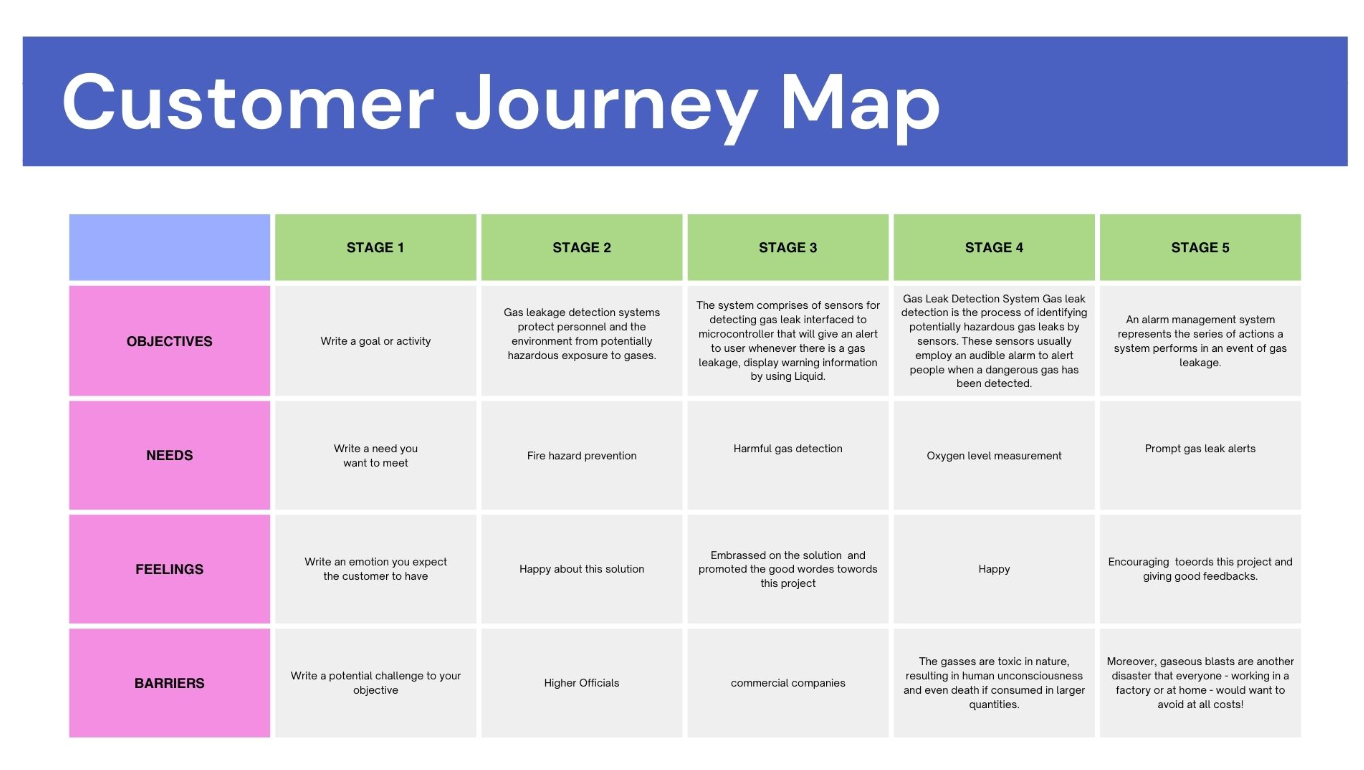 Customer Journey Map
STAGE 1
STAGE 2
STAGE 3
STAGE 4
STAGE 5
OBJECTIVES
Write a goal or activity
Gas leakage detection systems
protect personnel and the
environment from potentially
hazardous exposure to gases.
The system comprises of sensors for
detecting gas leak interfaced to
microcontroller that will give an alert
to user whenever there is a gas
leakage, display warning information
by using Liquid.
Gas Leak Detection System Gas leak
detection is the process of identifying
potentially hazardous gas leaks by
sensors. These sensors usually
employ an audible alarm to alert
people when a dangerous gas has
been detected.
An alarm management system
represents the series of actions a
system performs in an event of gas
leakage.
NEEDS
Write a need you
want to meet
Fire hazard prevention
Harmful gas detection
Oxygen level measurement
Prompt gas leak alerts
FEELINGS
Write an emotion you expect
the customer to have
Happy about this solution
Embrassed on the solution  and
promoted the good wordes towords
this project
Happy
Encouraging  toeords this project and
giving good feedbacks.
BARRIERS
Write a potential challenge to your
objective
Higher Officials
commercial companies
The gasses are toxic in nature,
resulting in human unconsciousness
and even death if consumed in larger
quantities.
Moreover, gaseous blasts are another
disaster that everyone - working in a
factory or at home - would want to
avoid at all costs!